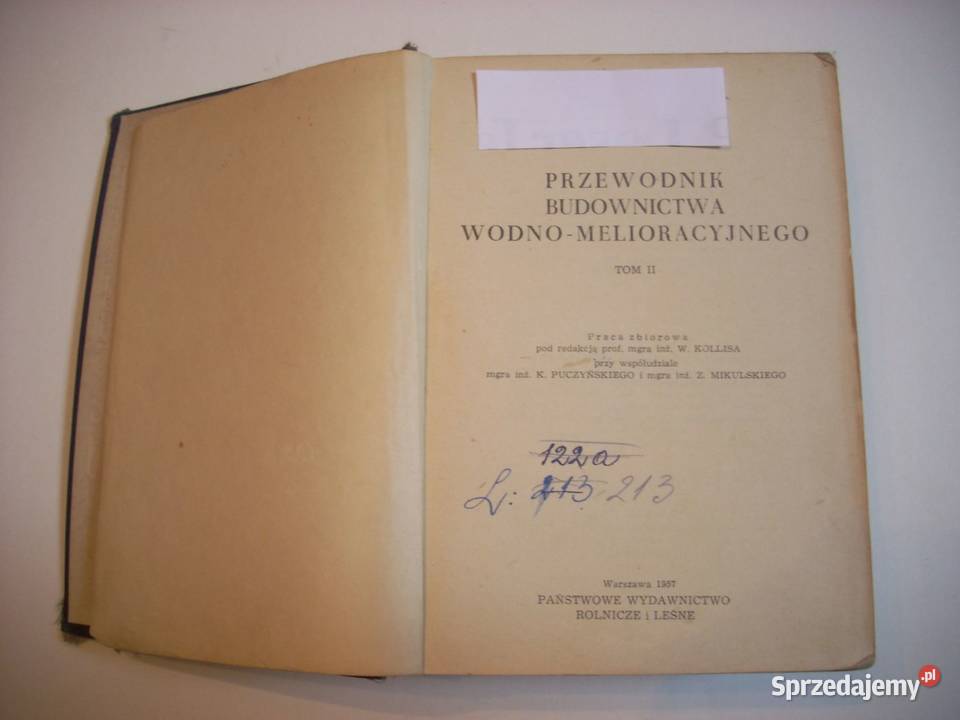 PRZEWODNIK
BUDOWNICTWA
WODNO-MELIORACYJNEGO
TOM II
Praca zbiorowa
pod redakcją prof. mgra inż. W. KOLLISA
przy współudziale
mgra inż. K. PUCZYŃSKIEGO i mgra inż. Z. MIKULSKIEGO
122a
L: 213 213
Warszawa 1957
PAŃSTWOWE WYDAWNICTWO
ROLNICZE i LEŚNE
Sprzedajemy.pl